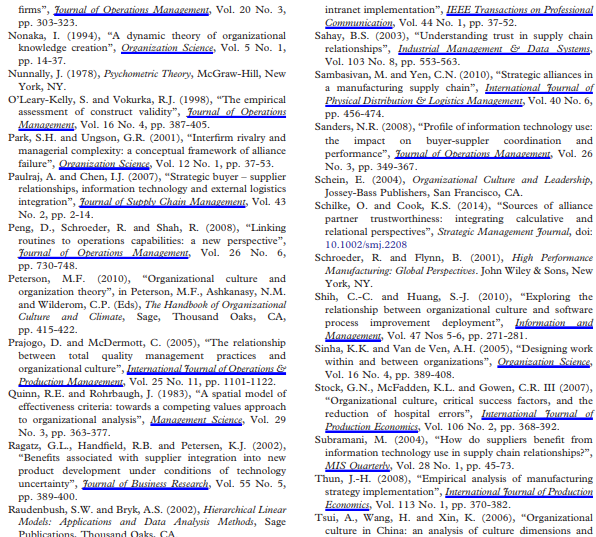 firms”, Journal of Operations Management, Vol. 20 No. 3,
pp. 303-323.
Nonaka, I. (1994), “A dynamic theory of organizational
knowledge creation”, Organization Science, Vol. 5 No. 1,
pp. 14-37.
Nunnally, J. (1978), Psychometric Theory, McGraw-Hill, New
York, NY.
O’Leary-Kelly, S. and Vokurka, R.J. (1998), “The empirical
assessment of construct validity”, Journal of Operations
Management, Vol. 16 No. 4, pp. 387-405.
Park, S.H. and Ungson, G.R. (2001), “Interfirm rivalry and
managerial complexity: a conceptual framework of alliance
failure”, Organization Science, Vol. 12 No. 1, pp. 37-53.
Paulraj, A. and Chen, I.J. (2007), “Strategic buyer – supplier
relationships, information technology and external logistics
integration”, Journal of Supply Chain Management, Vol. 43
No. 2, pp. 2-14.
Peng, D., Schroeder, R. and Shah, R. (2008), “Linking
routines to operations capabilities: a new perspective”,
Journal of Operations Management, Vol. 26 No. 6,
pp. 730-748.
Peterson, M.F. (2010), “Organizational culture and
organization theory”, in Peterson, M.F., Ashkanasy, N.M.
and Wilderom, C.P. (Eds), The Handbook of Organizational
Culture and Climate, Sage, Thousand Oaks, CA,
pp. 415-422.
Prajogo, D. and McDermott, C. (2005), “The relationship
between total quality management practices and
organizational culture”, International Journal of Operations &
Production Management, Vol. 25 No. 11, pp. 1101-1122.
Quinn, R.E. and Rohrbaugh, J. (1983), “A spatial model of
effectiveness criteria: towards a competing values approach
to organizational analysis”, Management Science, Vol. 29
No. 3, pp. 363-377.
Ragatz, G.L., Handfield, R.B. and Petersen, K.J. (2002),
“Benefits associated with supplier integration into new
product development under conditions of technology
uncertainty”, Journal of Business Research, Vol. 55 No. 5,
pp. 389-400.
Raudenbush, S.W. and Bryk, A.S. (2002), Hierarchical Linear
Models: Applications and Data Analysis Methods, Sage
Publications, Thousand Oaks, CA
intranet implementation”, IEEE Transactions on Professional
Communication, Vol. 44 No. 1, pp. 37-52.
Sahay, B.S. (2003), “Understanding trust in supply chain
relationships”, Industrial Management & Data Systems,
Vol. 103 No. 8, pp. 553-563.
Sambasivan, M. and Yen, C.N. (2010), “Strategic alliances in
a manufacturing supply chain”, International Journal of
Physical Distribution & Logistics Management, Vol. 40 No. 6,
pp. 456-474.
Sanders, N.R. (2008), “Profile of information technology use:
the impact on buyer-suppler coordination and
performance”, Journal of Operations Management, Vol. 26
No. 3, pp. 349-367.
Schein, E. (2004), Organizational Culture and Leadership,
Jossey-Bass Publishers, San Francisco, CA.
Schilke, O. and Cook, K.S. (2014), “Sources of alliance
partner trustworthiness: integrating calculative and
relational perspectives”, Strategic Management Journal, doi:
10.1002/smj.2208
Schroeder, R. and Flynn, B. (2001), High Performance
Manufacturing: Global Perspectives. John Wiley & Sons, New
York, NY.
Shih, C.-C. and Huang, S.-J. (2010), “Exploring the
relationship between organizational culture and software
process improvement deployment”, Information and
Management, Vol. 47 Nos 5-6, pp. 271-281.
Sinha, K.K. and Van de Ven, A.H. (2005), “Designing work
within and between organizations”, Organization Science,
Vol. 16 No. 4, pp. 389-408.
Stock, G.N., McFadden, K.L. and Gowen, C.R. III (2007),
“Organizational culture, critical success factors, and the
reduction of hospital errors”, International Journal of
Production Economics, Vol. 106 No. 2, pp. 368-392.
Subramani, M. (2004), “How do suppliers benefit from
information technology use in supply chain relationships?”,
MIS Quarterly, Vol. 28 No. 1, pp. 45-73.
Thun, J.-H. (2008), “Empirical analysis of manufacturing
strategy implementation”, International Journal of Production
Economics, Vol. 113 No. 1, pp. 370-382.
Tsui, A., Wang, H. and Xin, K. (2006), “Organizational
culture in China: an analysis of culture dimensions and